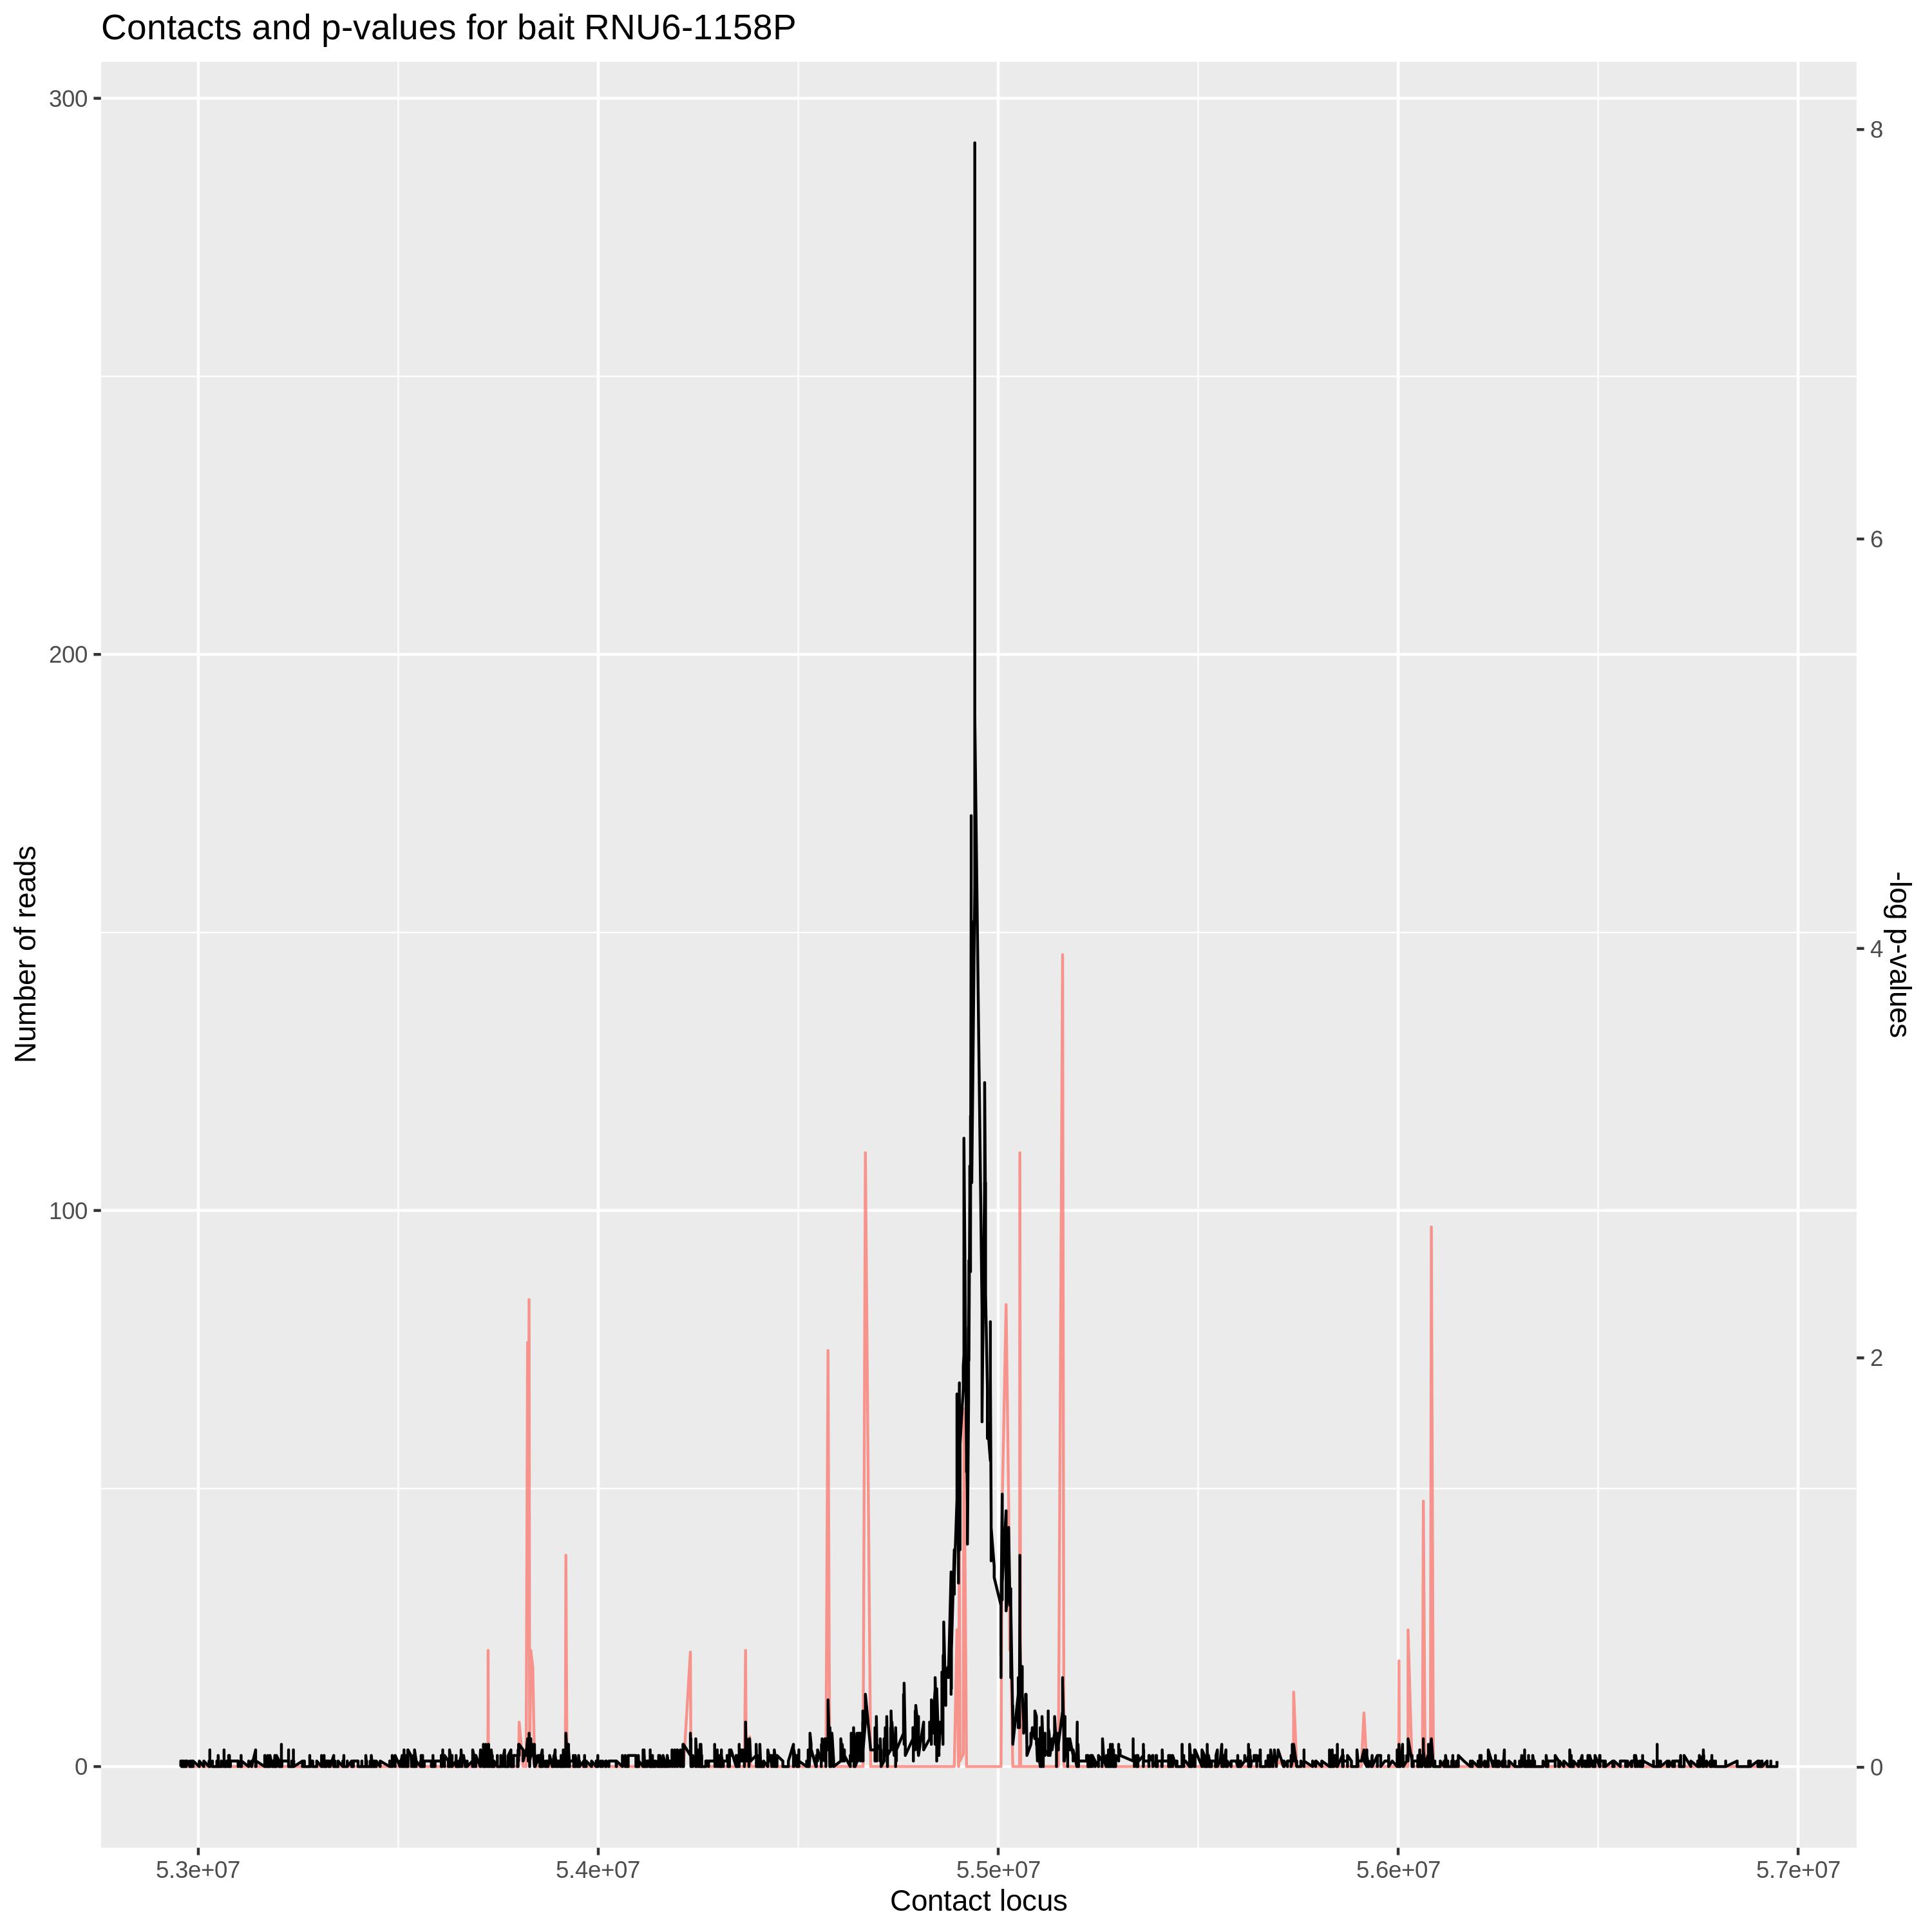 Contacts and p-values for bait RNU6-1158P
300
200
100
0
8
6
4
2
0
Number of reads
-log p-values
5.3e+07
5.4e+07
5.5e+07
5.6e+07
5.7e+07
Contact locus